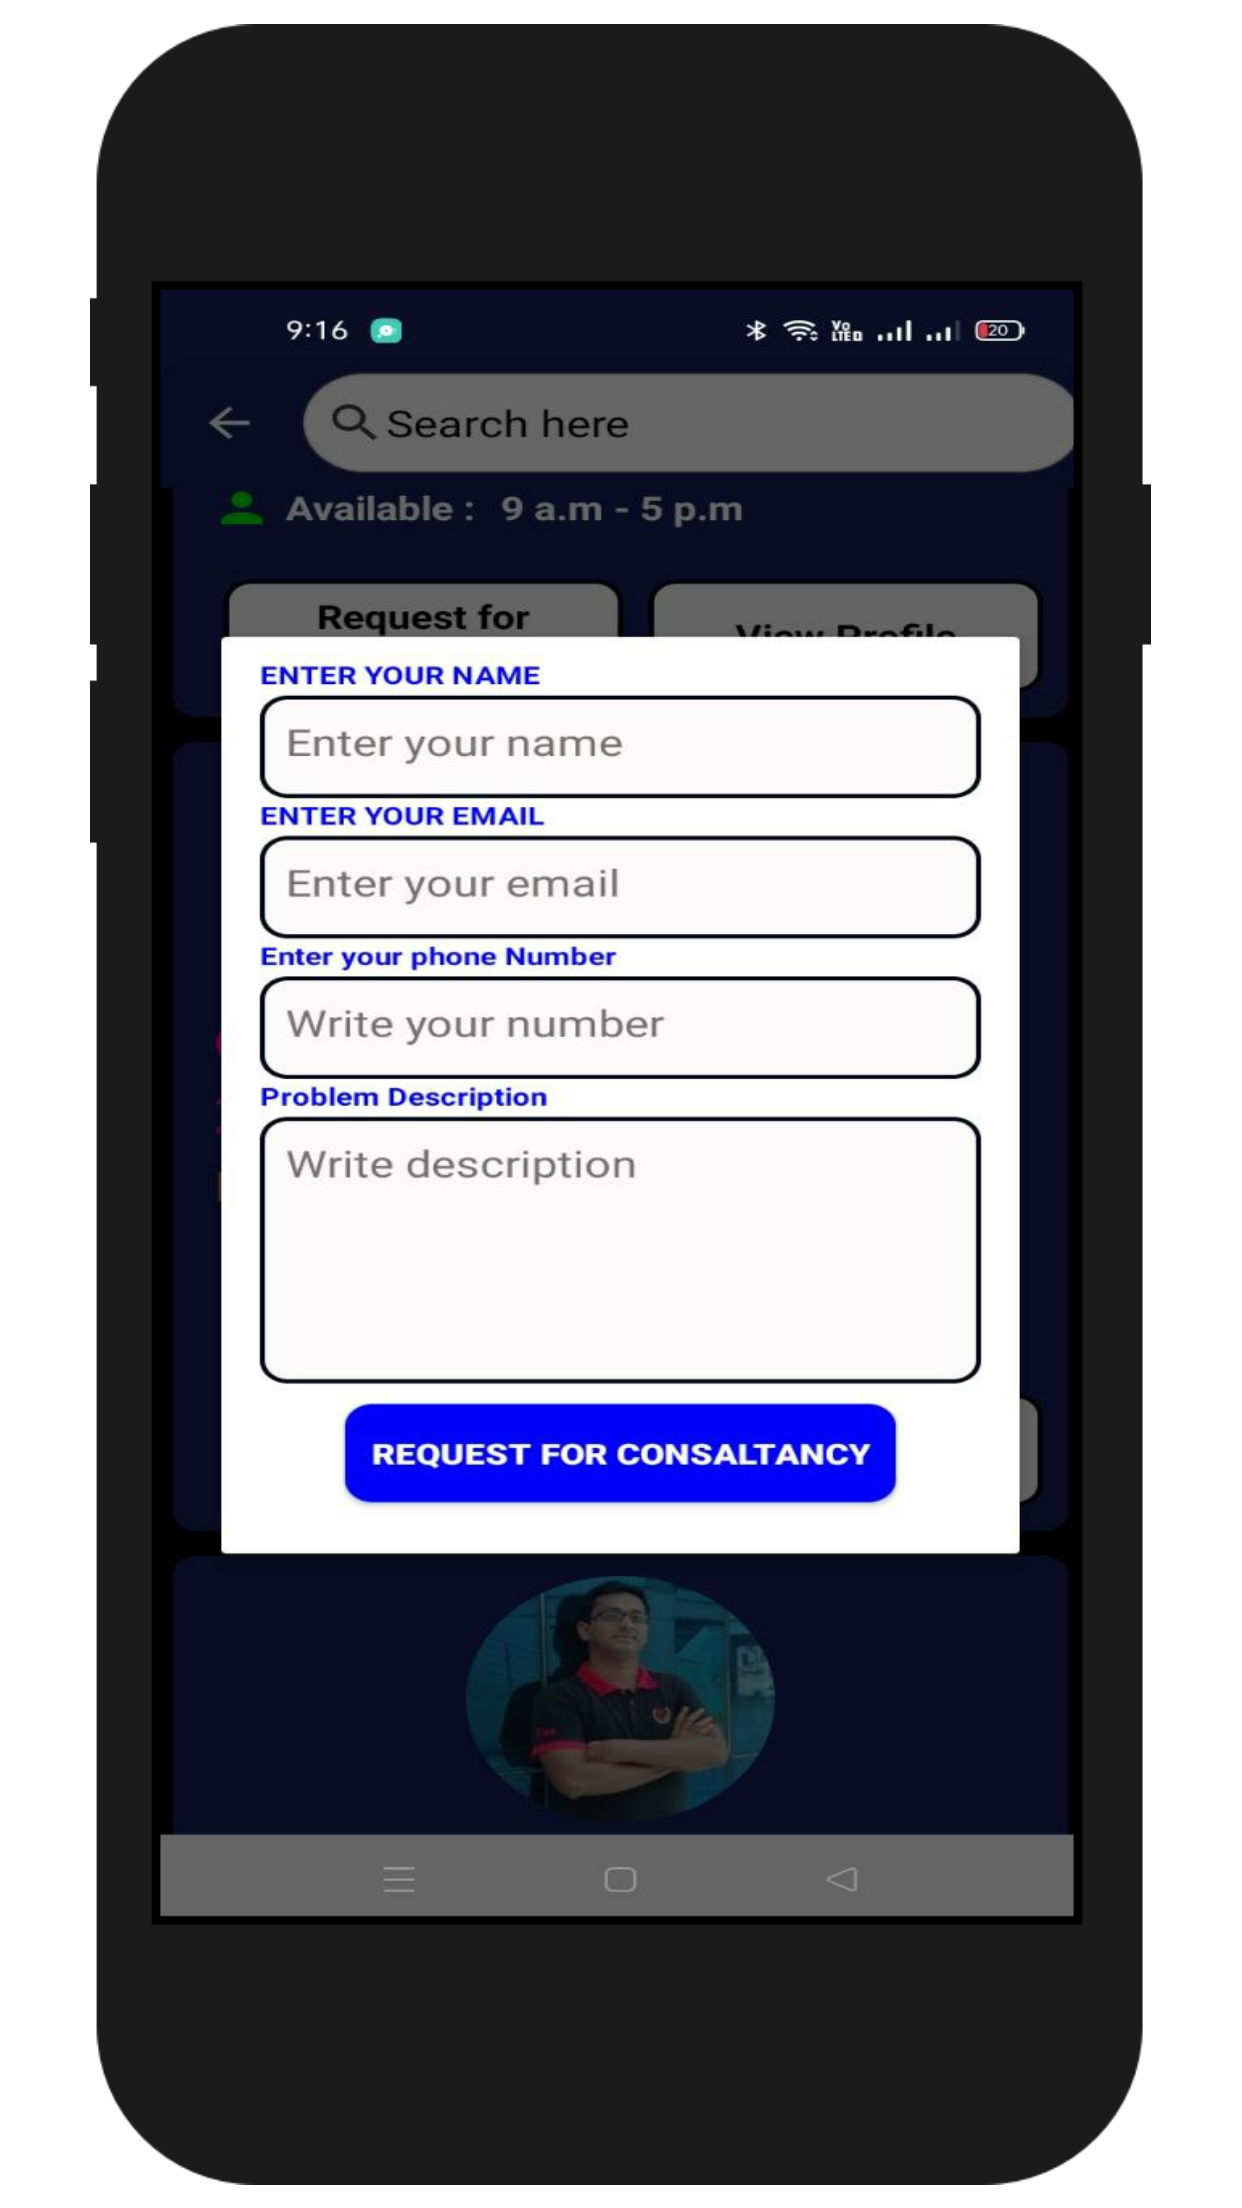 9:16 Vo LTED 20
Search here
Available : 9 a.m - 5 p.m
Request for
View Profile
ENTER YOUR NAME
Enter your name
ENTER YOUR EMAIL
Enter your email
Enter your phone Number
Write your number
Problem Description
Write description
REQUEST FOR CONSALTANCY